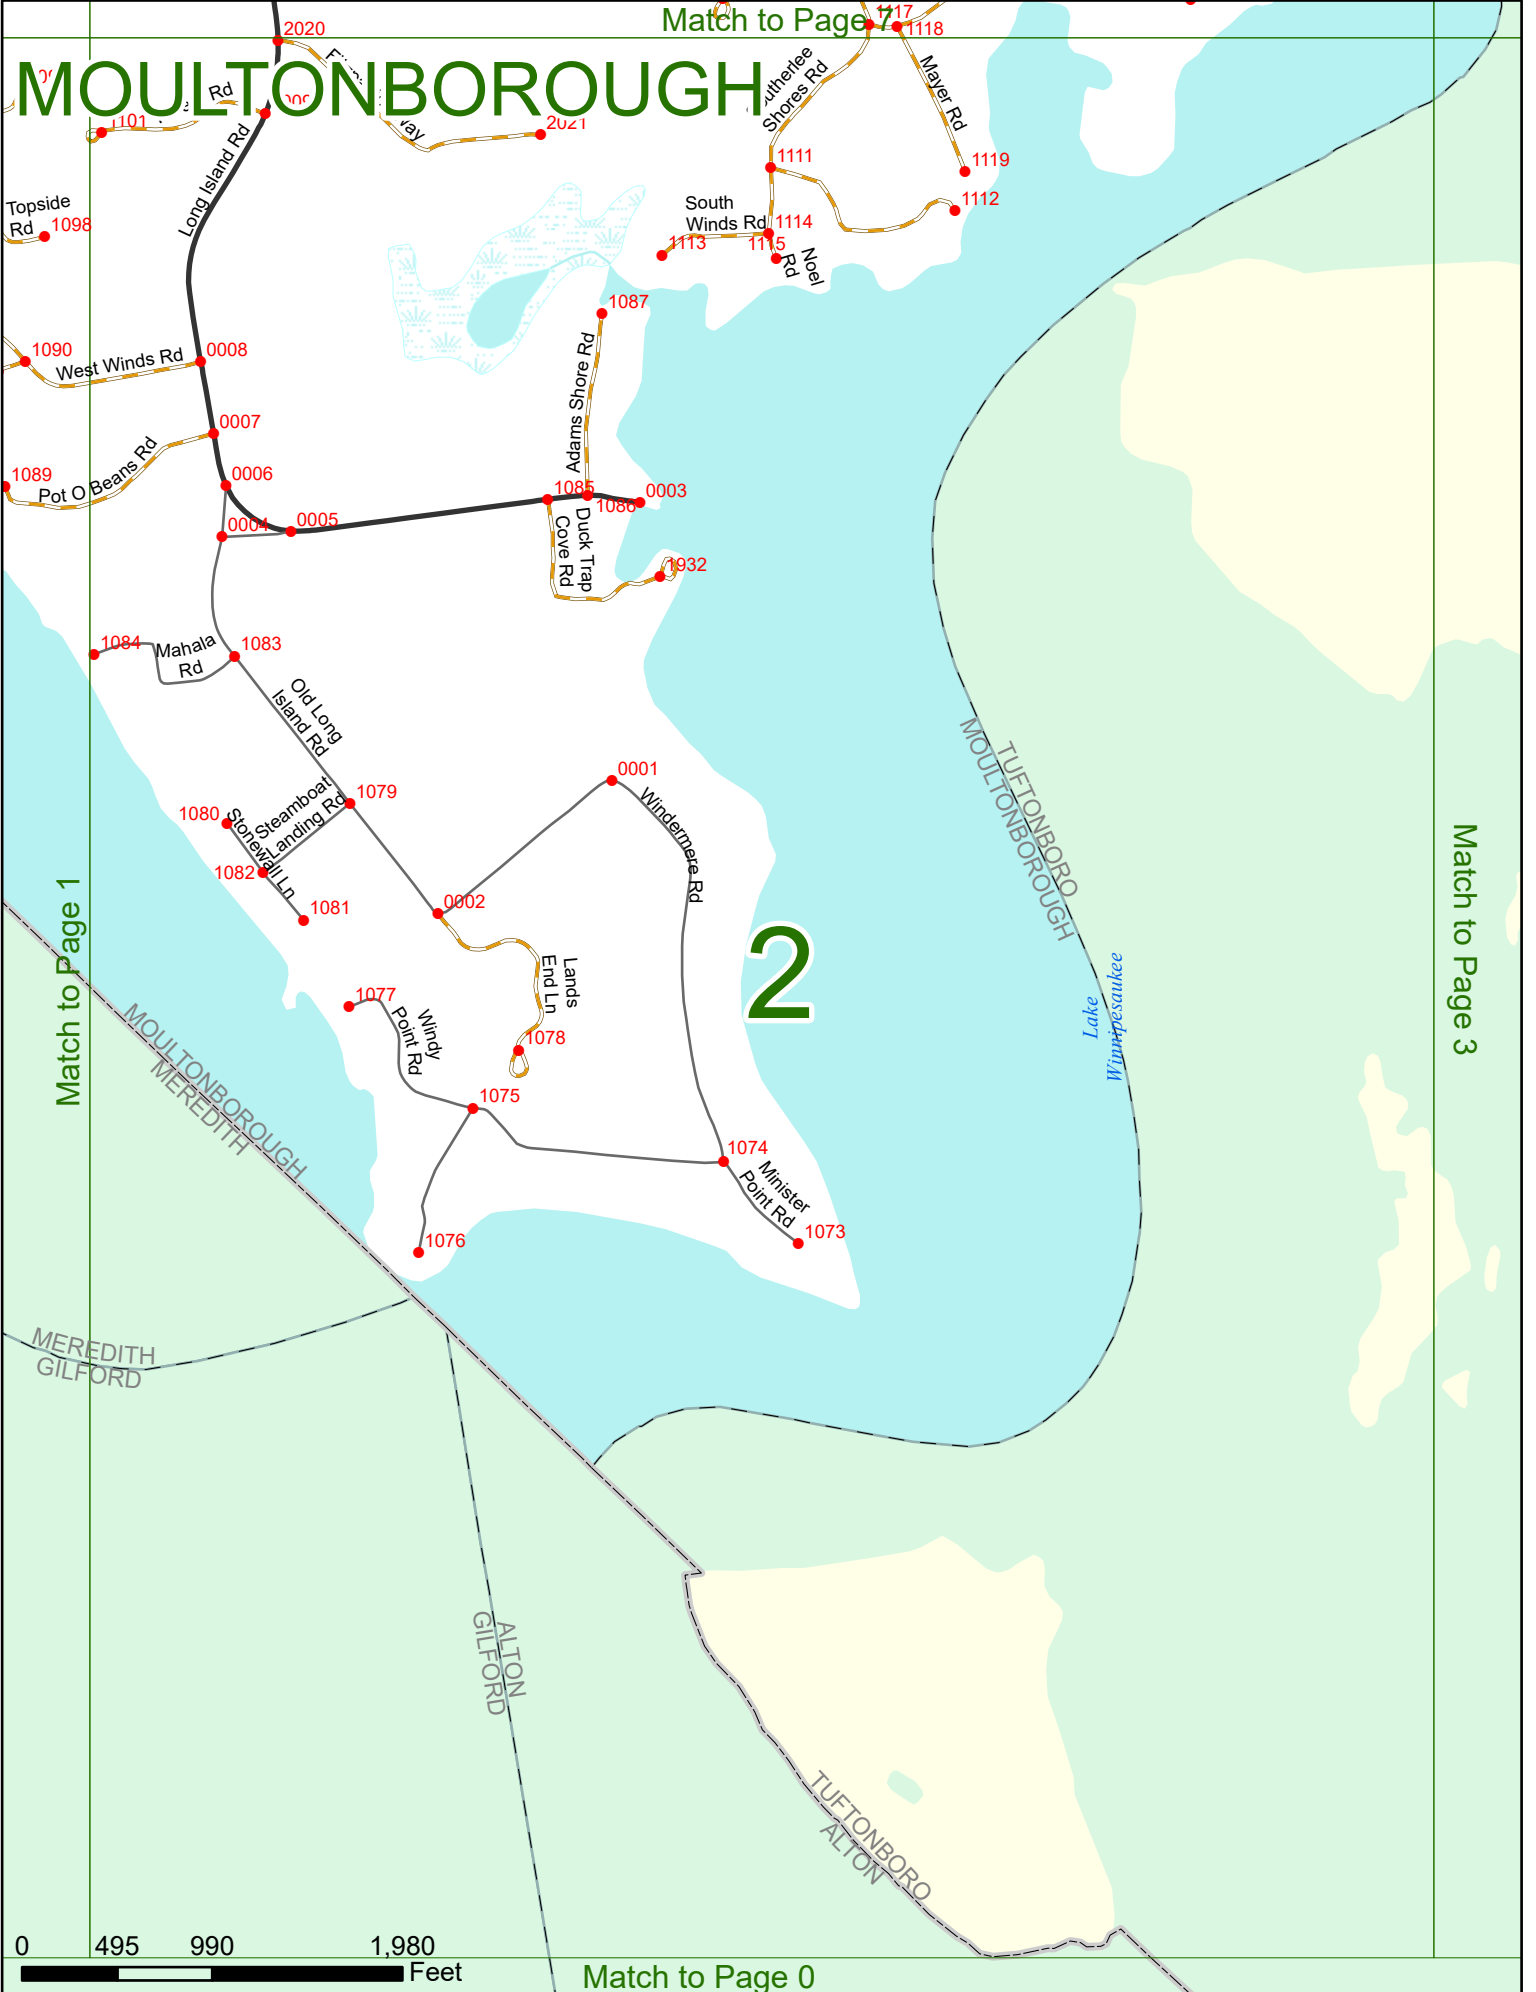 Match to Page 7
1117
1118
2020
MOULTONBOROUGH
Rd
Shores Rd
Mayer Rd
1101
2021
Long Island Rd
1111
1119
1112
Topside
Rd
1098
South
Winds Rd
1114
1113
1115
Noel
Rd
1087
1090
West Winds Rd
0008
Adams Shore Rd
0007
1089
Pot O Beans Rd
0006
1085
1086
0003
0004
0005
Duck Trap
Cove Rd
1932
1084
Mahala
Rd
1083
Old Long
Island Rd
TUFTONBORO
MOULTONBOROUGH
0001
1079
Steamboat
Landing Rd
1080
Stonewall Ln
Windermere Rd
1082
1081
0002
Match to Page 1
Match to Page 3
2
Lands
End Ln
Lake
Winnipesaukee
1077
Windy
Point Rd
1078
MOULTONBOROUGH
MEREDITH
1075
1074
Minister
Point Rd
1073
1076
MEREDITH
GILFORD
ALTON
GILFORD
TUFTONBORO
ALTON
0 495 990 1,980
Feet
Match to Page 0